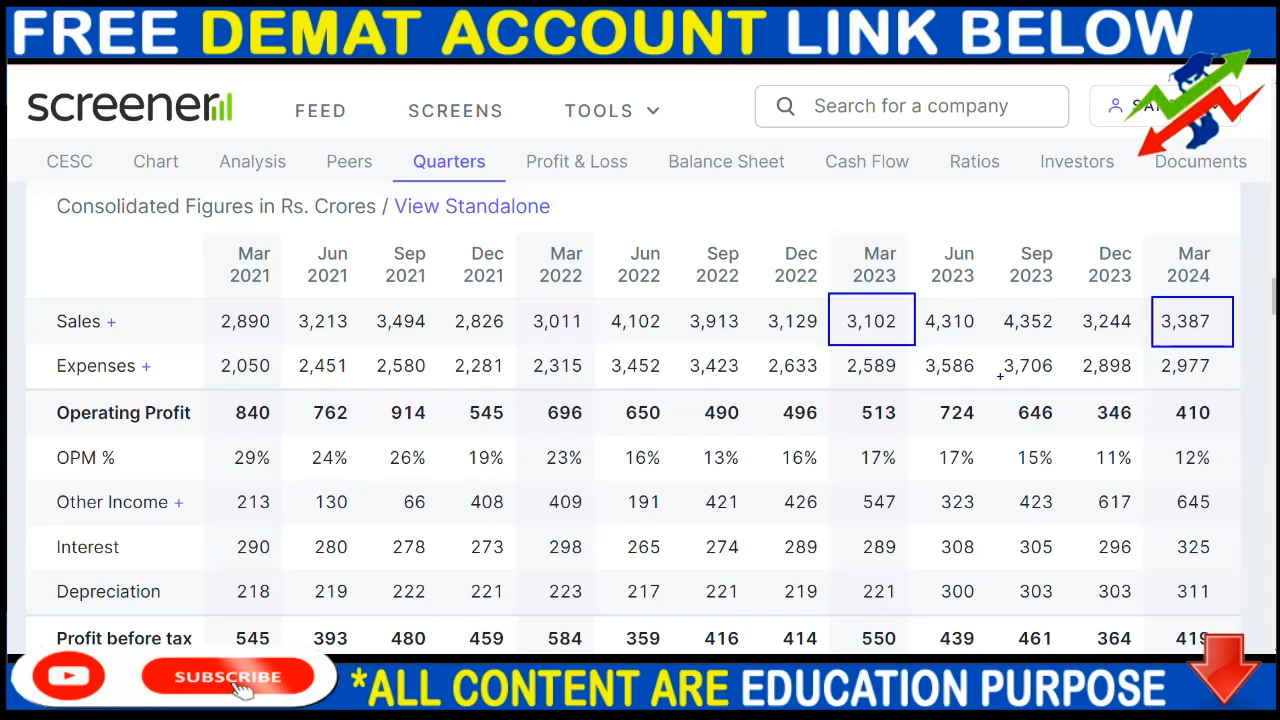 FREE DEMAT ACCOUNT LINK BELOW
screener FEED SCREENS TOOLS Search for a company
CESC Chart Analysis Peers Quarters Profit & Loss Balance Sheet Cash Flow Ratios Investors Documents
Consolidated Figures in Rs. Crores / View Standalone
Mar 2021 Jun 2021 Sep 2021 Dec 2021 Mar 2022 Jun 2022 Sep 2022 Dec 2022 Mar 2023 Jun 2023 Sep 2023 Dec 2023 Mar 2024
Sales + 2,890 3,213 3,494 2,826 3,011 4,102 3,913 3,129 3,102 4,310 4,352 3,244 3,387
Expenses + 2,050 2,451 2,580 2,281 2,315 3,452 3,423 2,633 2,589 3,586 3,706 2,898 2,977
Operating Profit 840 762 914 545 696 650 490 496 513 724 646 346 410
OPM % 29% 24% 26% 19% 23% 16% 13% 16% 17% 17% 15% 11% 12%
Other Income + 213 130 66 408 409 191 421 426 547 323 423 617 645
Interest 290 280 278 273 298 265 274 289 289 308 305 296 325
Depreciation 218 219 222 221 223 217 221 219 221 300 303 303 311
Profit before tax 545 393 480 459 584 359 416 414 550 439 461 364 419
SUBSCRIBE
*ALL CONTENT ARE EDUCATION PURPOSE